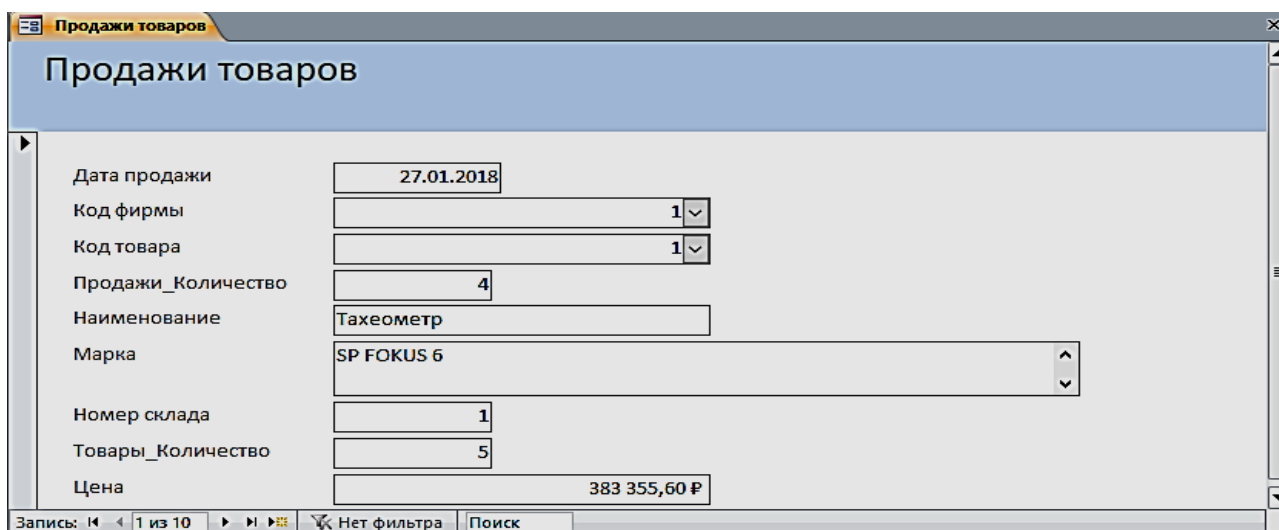 Продажи товаров
Продажи товаров
Дата продажи 27.01.2018
Код фирмы 1
Код товара 1
Продажи_Количество 4
Наименование Тахеометр
Марка SP FOKUS 6
Номер склада 1
Товары_Количество 5
Цена 383 355,60 ₽
Запись: 1 из 10 Нет фильтра Поиск